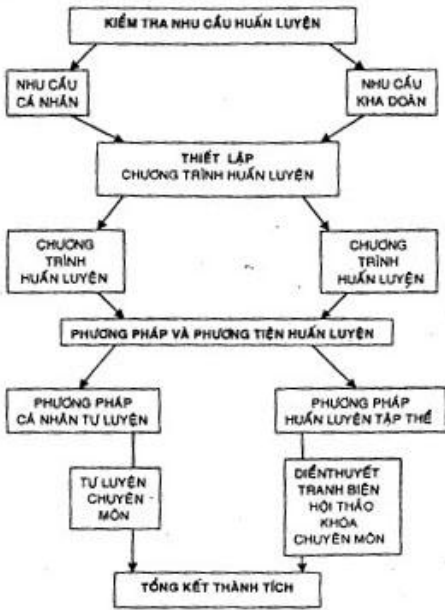 KIỂM TRA NHU CẦU HUẤN LUYỆN
NHU CẦU
CÁ NHÂN
NHU CẦU
KHA ĐOÀN
THIẾT LẬP
CHƯƠNG TRÌNH HUẤN LUYỆN
CHƯƠNG
TRÌNH
HUẤN LUYỆN
CHƯƠNG
TRÌNH
HUẤN LUYỆN
PHƯƠNG PHÁP VÀ PHƯƠNG TIỆN HUẤN LUYỆN
PHƯƠNG PHÁP
CÁ NHÂN TỰ LUYỆN
PHƯƠNG PHÁP
HUẤN LUYỆN TẬP THỂ
TỰ LUYỆN
CHUYÊN -
MÔN
DIỂNTHUYẾT
TRANH BIỆN
HỘI THẢO
KHÓA
CHUYÊN MÔN
TỔNG KẾT THÀNH TÍCH